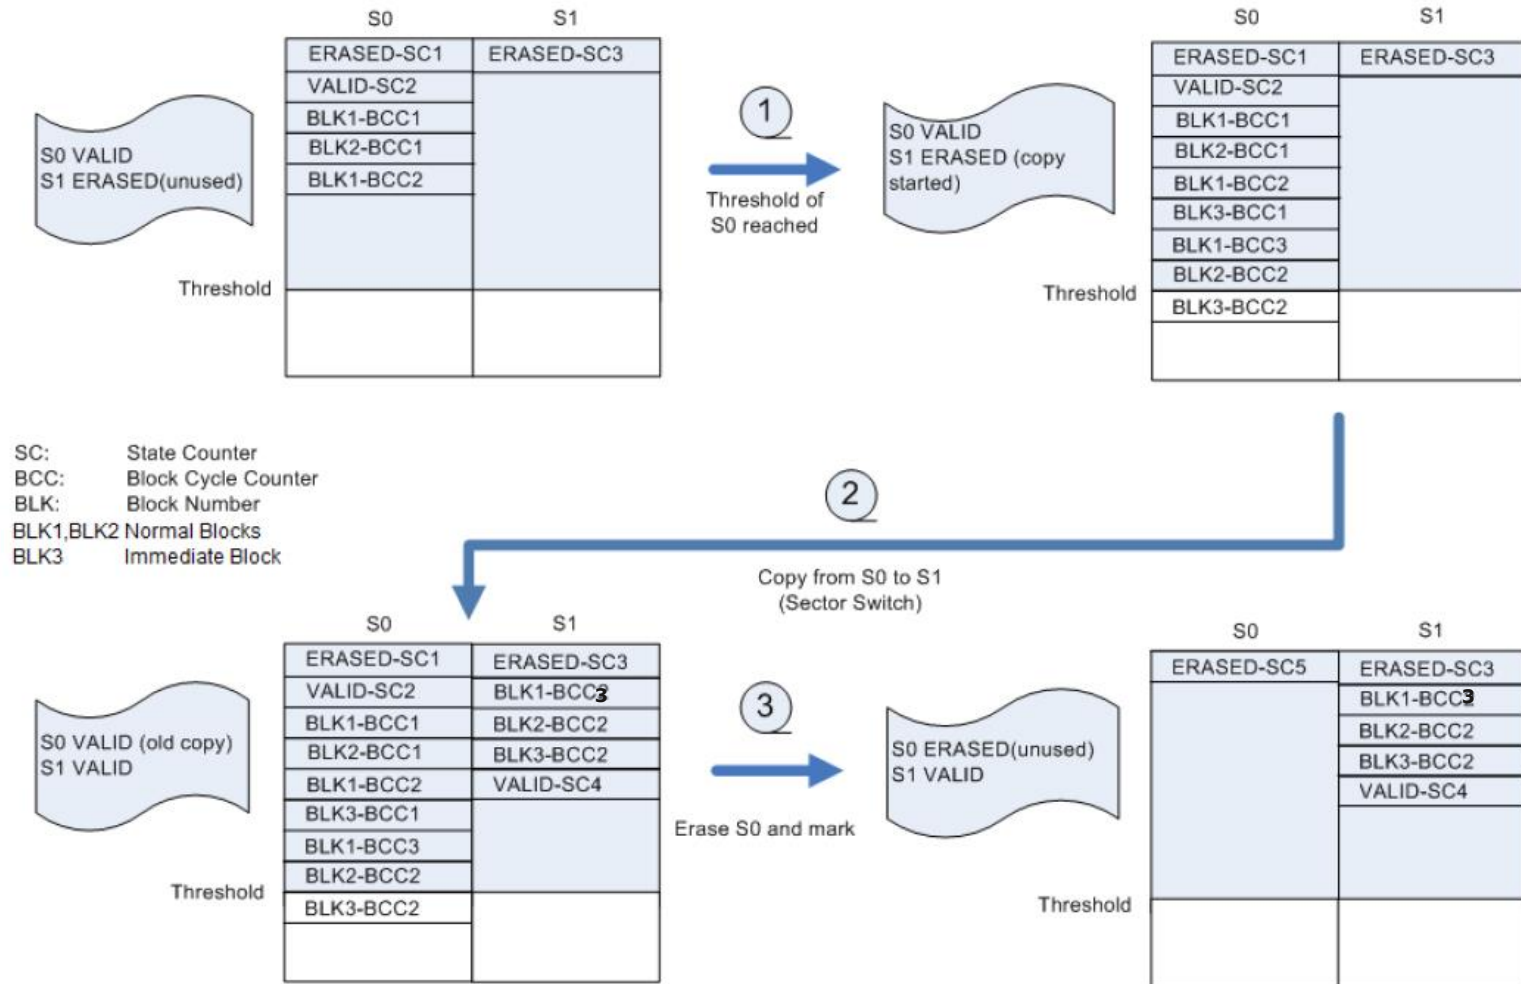 S0 S1
ERASED-SC1 ERASED-SC3
VALID-SC2
BLK1-BCC1
BLK2-BCC1
BLK1-BCC2
S0 VALID
S1 ERASED(unused)
Threshold
1
Threshold of
S0 reached
S0 S1
ERASED-SC1 ERASED-SC3
VALID-SC2
BLK1-BCC1
BLK2-BCC1
BLK1-BCC2
BLK3-BCC1
BLK1-BCC3
BLK2-BCC2
BLK3-BCC2
S0 VALID
S1 ERASED (copy
started)
Threshold
SC: State Counter
BCC: Block Cycle Counter
BLK: Block Number
BLK1,BLK2 Normal Blocks
BLK3 Immediate Block
2
Copy from S0 to S1
(Sector Switch)
S0 S1
ERASED-SC1 ERASED-SC3
VALID-SC2 BLK1-BCC3
BLK1-BCC1 BLK2-BCC2
BLK2-BCC1 BLK3-BCC2
BLK1-BCC2 VALID-SC4
BLK3-BCC1
BLK1-BCC3
BLK2-BCC2
BLK3-BCC2
S0 VALID (old copy)
S1 VALID
Threshold
3
Erase S0 and mark
S0 S1
ERASED-SC5 ERASED-SC3
BLK1-BCC3
BLK2-BCC2
BLK3-BCC2
VALID-SC4
S0 ERASED(unused)
S1 VALID
Threshold